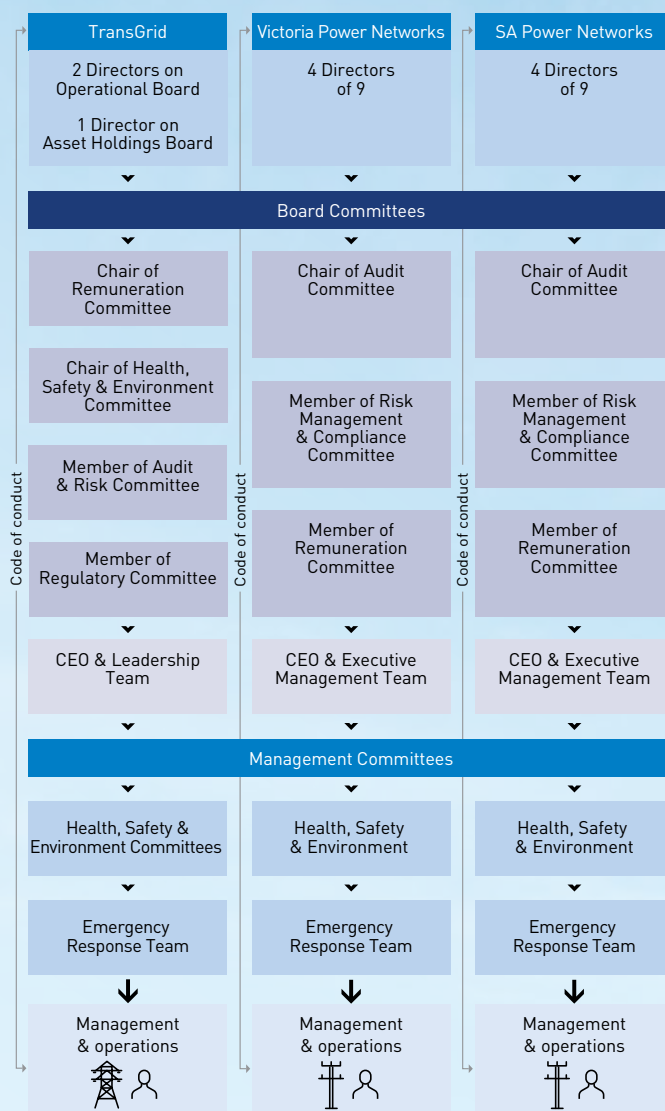 TransGrid
Victoria Power Networks
SA Power Networks
2 Directors on
Operational Board
1 Director on
Asset Holdings Board
4 Directors
of 9
4 Directors
of 9
Board Committees
Chair of
Remuneration
Committee
Chair of Health,
Safety & Environment
Committee
Member of Audit
& Risk Committee
Member of
Regulatory Committee
Chair of Audit
Committee
Member of Risk
Management
& Compliance
Committee
Member of
Remuneration
Committee
Chair of Audit
Committee
Member of Risk
Management
& Compliance
Committee
Member of
Remuneration
Committee
Code of conduct
Code of conduct
Code of conduct
CEO & Leadership
Team
CEO & Executive
Management Team
CEO & Executive
Management Team
Management Committees
Health, Safety &
Environment Committees
Health, Safety
& Environment
Health, Safety
& Environment
Emergency
Response Team
Emergency
Response Team
Emergency
Response Team
Management
& operations
Management
& operations
Management
& operations